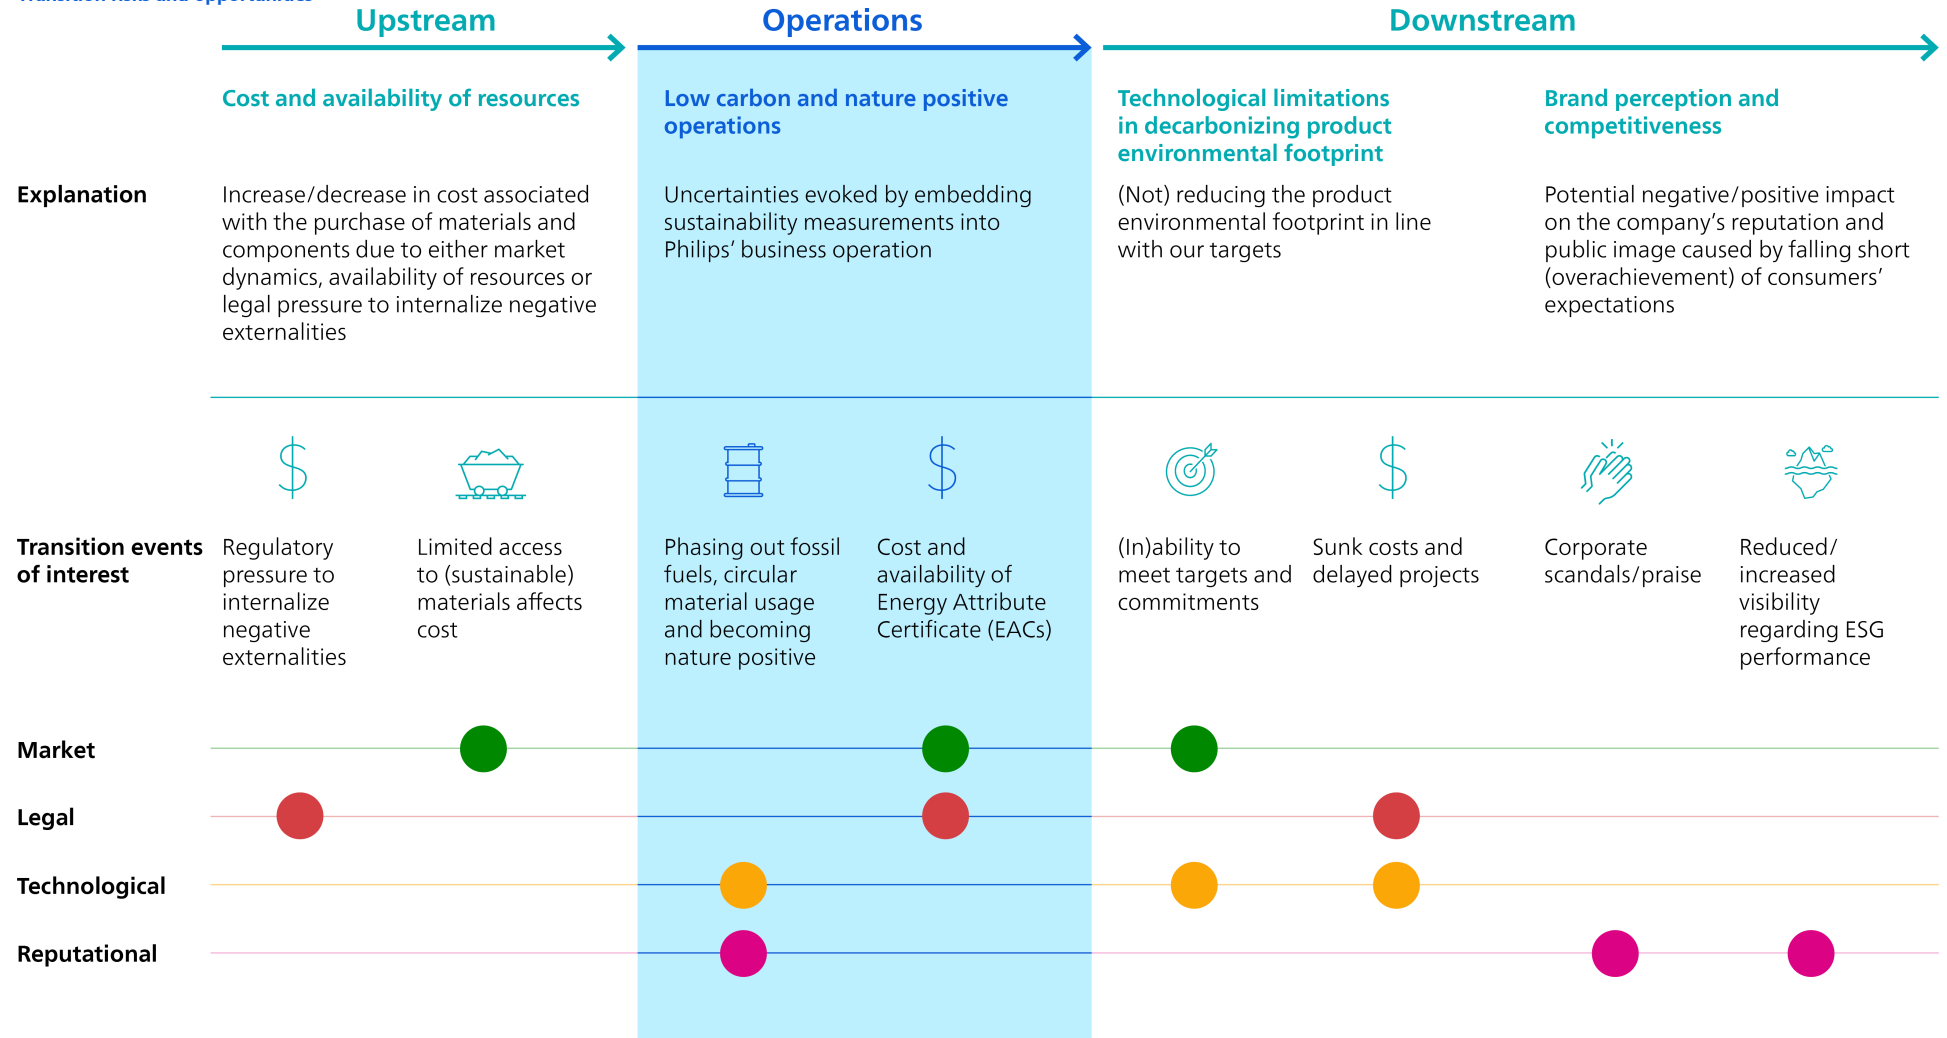 Transition risks and opportunities
Upstream
Operations
Downstream
Cost and availability of resources
Low carbon and nature positive
operations
Technological limitations
in decarbonizing product
environmental footprint
Brand perception and
competitiveness
Explanation
Increase/decrease in cost associated
with the purchase of materials and
components due to either market
dynamics, availability of resources or
legal pressure to internalize negative
externalities
Uncertainties evoked by embedding
sustainability measurements into
Philips’ business operation
(Not) reducing the product
environmental footprint in line
with our targets
Potential negative/positive impact
on the company’s reputation and
public image caused by falling short
(overachievement) of consumers’
expectations
Transition events
of interest
Regulatory
pressure to
internalize
negative
externalities
Limited access
to (sustainable)
materials affects
cost
Phasing out fossil
fuels, circular
material usage
and becoming
nature positive
Cost and
availability of
Energy Attribute
Certificate (EACs)
(In)ability to
meet targets and
commitments
Sunk costs and
delayed projects
Corporate
scandals/praise
Reduced/
increased
visibility
regarding ESG
performance
Market
Legal
Technological
Reputational